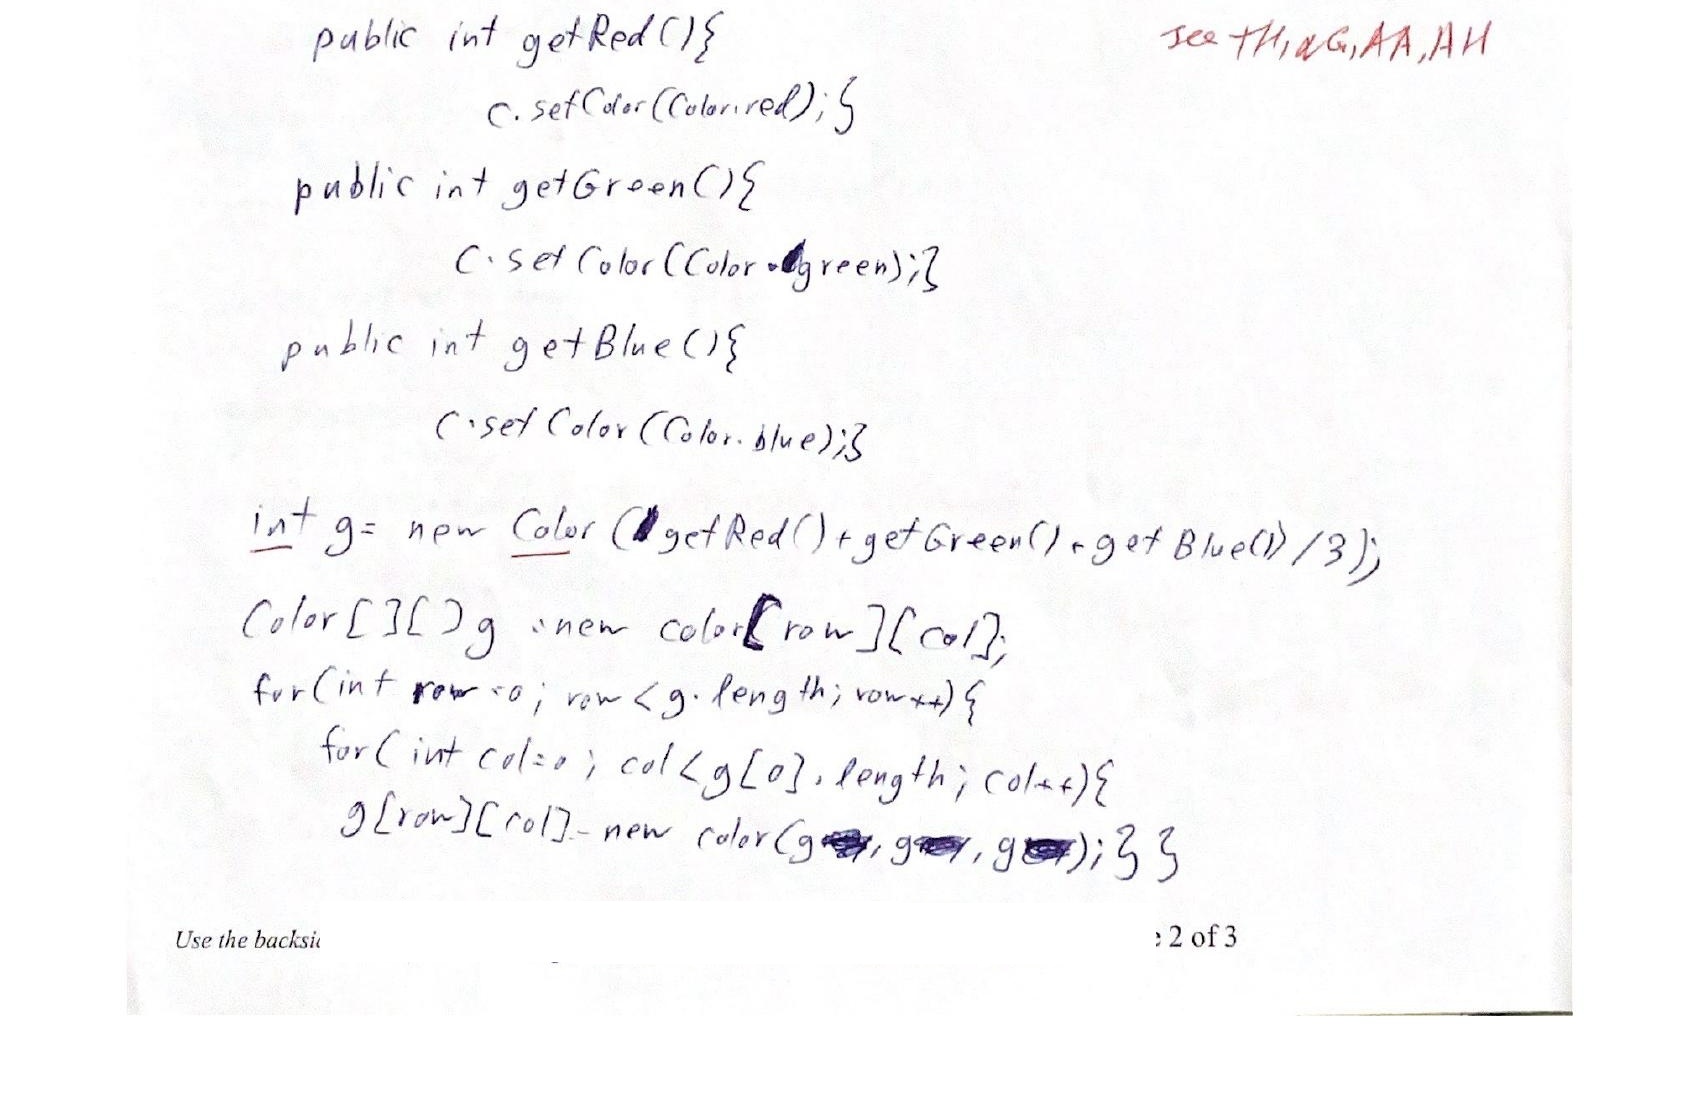 public int getRed(){
see tH, αG, AA, AH
c.setColor(Color.red);}
public int getGreen(){
c.setColor(Color.green);}
public int getBlue(){
c.setColor(Color.blue);}
int g= new Color (getRed()+getGreen()+getBlue())/3);
Color[][]g =new color[row][col];
for(int row=0; row<g.length; row++){
for(int col=0; col<g[0].length; col++){
g[row][col]=new color(g, g, g);}}
Use the backsi
2 of 3